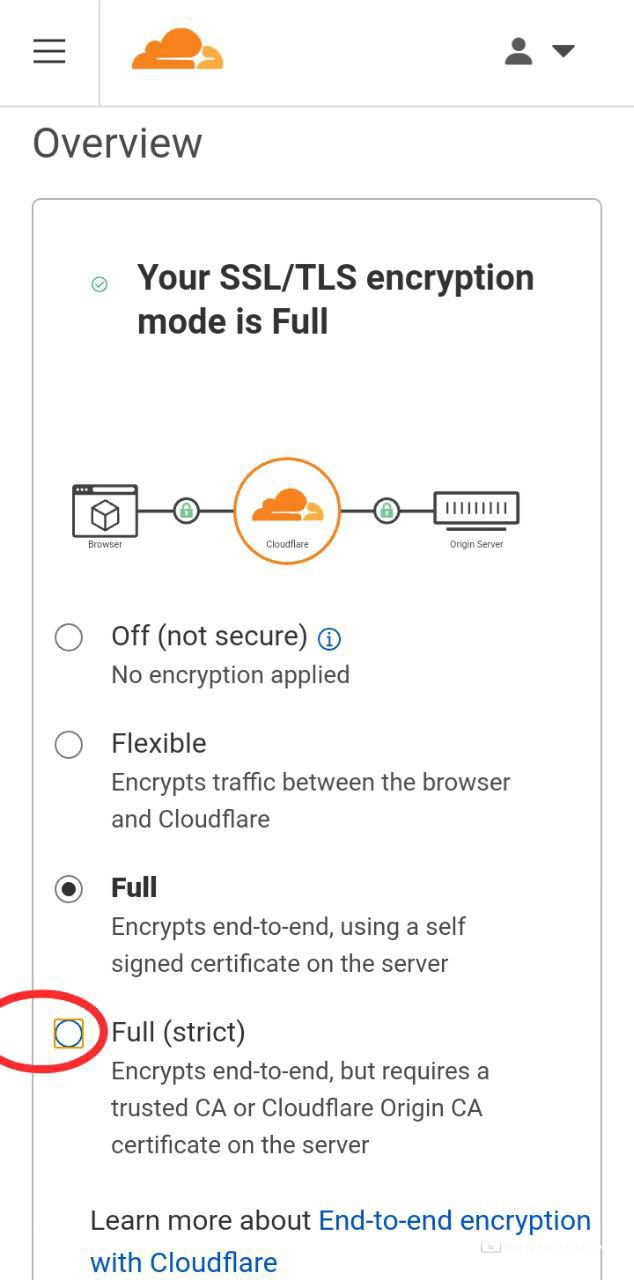 Overview
Your SSL/TLS encryption
mode is Full
Browser
Cloudflare
Origin Server
Off (not secure)
No encryption applied
Flexible
Encrypts traffic between the browser
and Cloudflare
Full
Encrypts end-to-end, using a self
signed certificate on the server
Full (strict)
Encrypts end-to-end, but requires a
trusted CA or Cloudflare Origin CA
certificate on the server
Learn more about End-to-end encryption
with Cloudflare